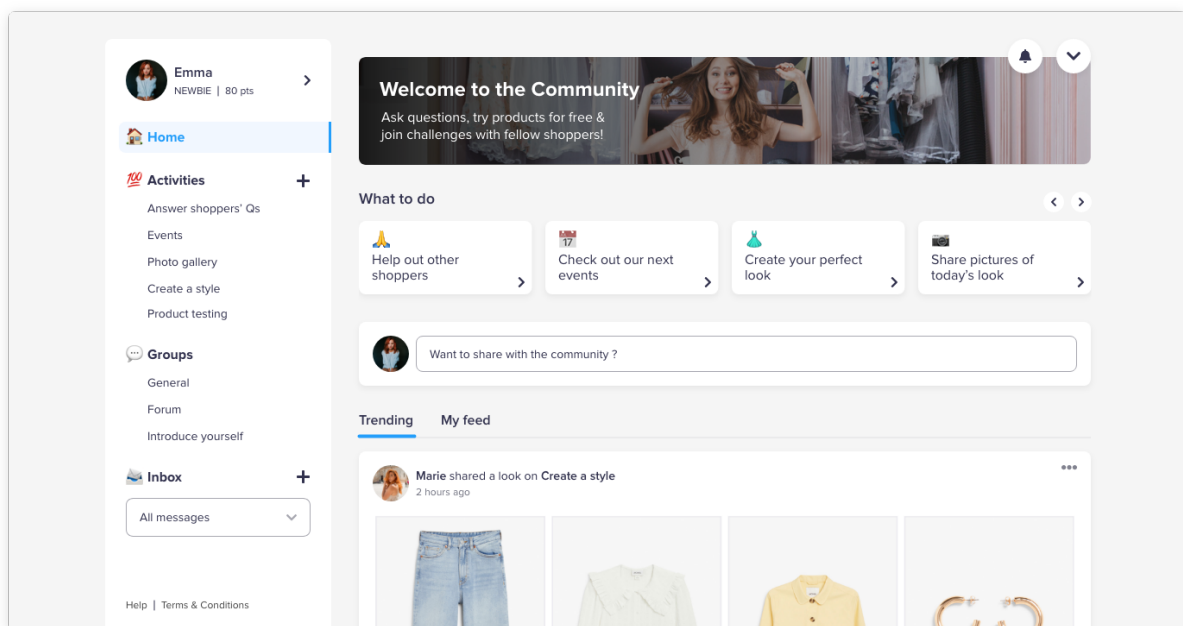 Emma
NEWBIE | 80 pts
Home
Activities
Answer shoppers' Qs
Events
Photo gallery
Create a style
Product testing
Groups
General
Forum
Introduce yourself
Inbox
All messages
Help | Terms & Conditions
Welcome to the Community
Ask questions, try products for free &
join challenges with fellow shoppers!
What to do
Help out other
shoppers
17
Check out our next
events
Create your perfect
look
Share pictures of
today's look
Want to share with the community ?
Trending My feed
Marie shared a look on Create a style
2 hours ago